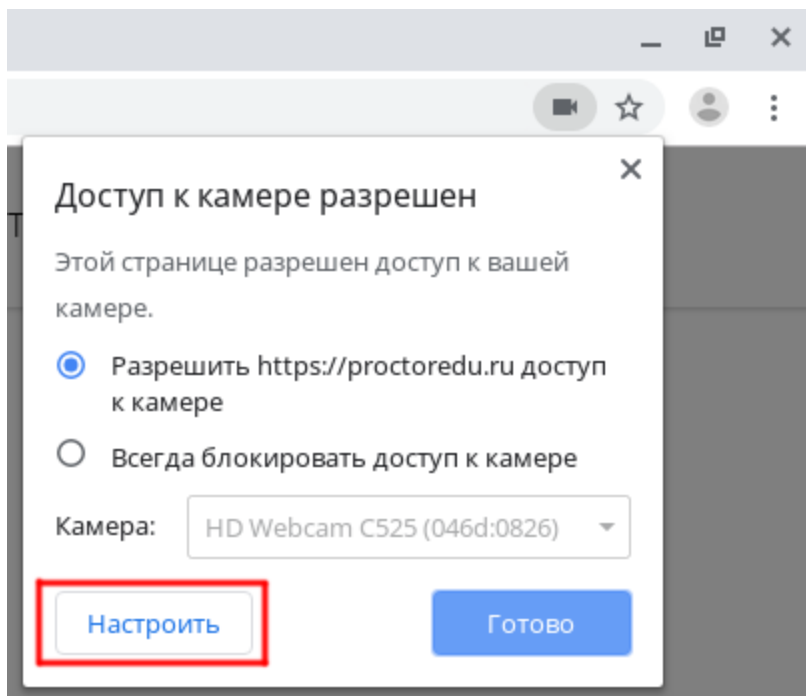 Т
Доступ к камере разрешен
Этой странице разрешен доступ к вашей
камере.
Разрешить https://proctoredu.ru доступ
к камере
Всегда блокировать доступ к камере
Камера: HD Webcam C525 (046d:0826)
Настроить Готово